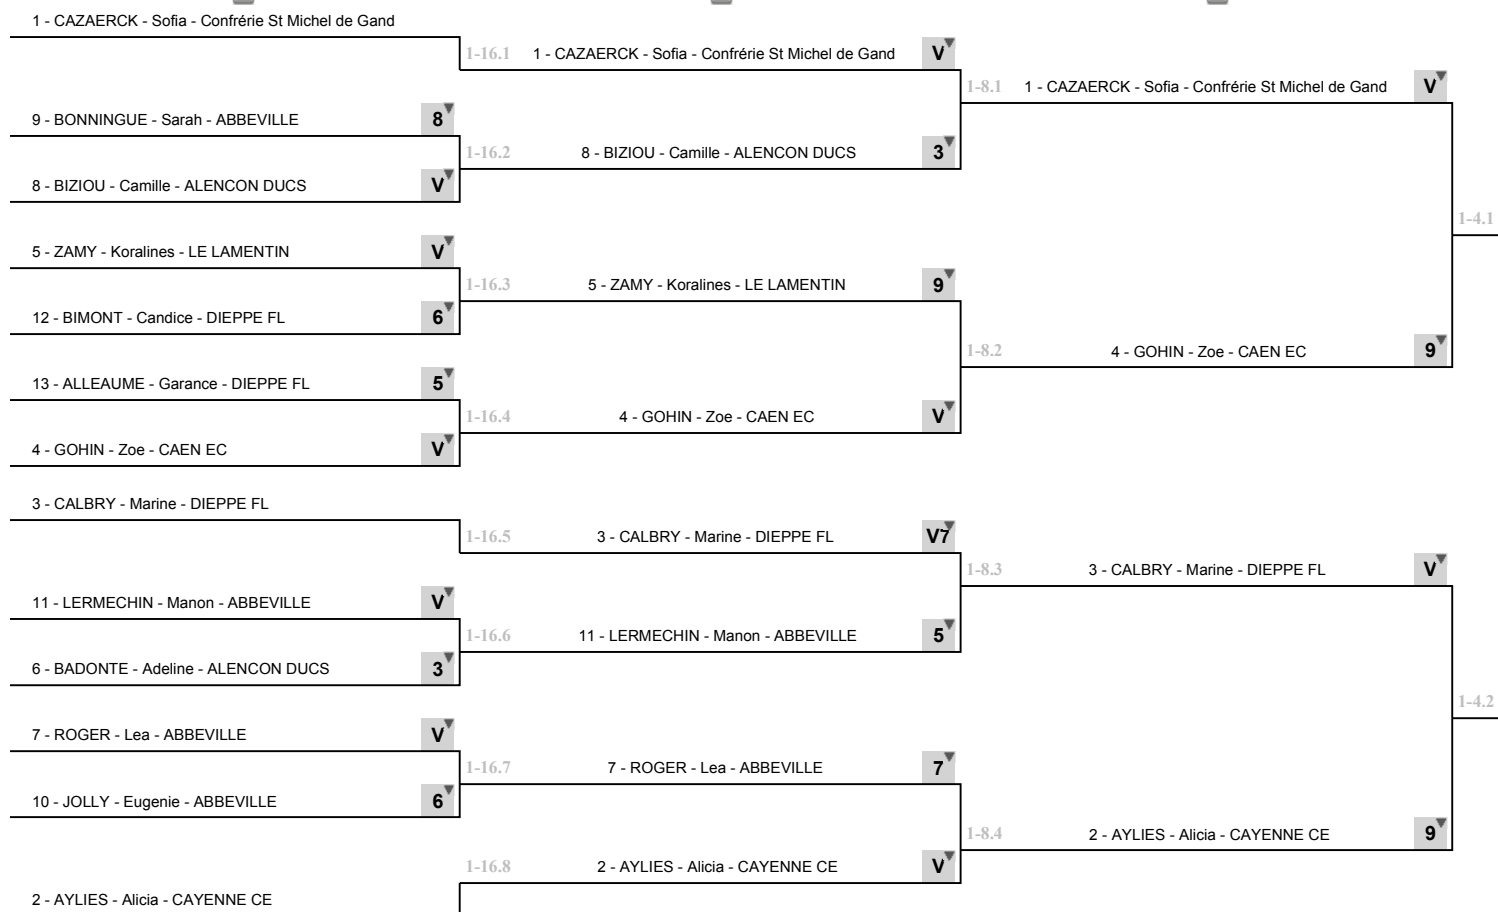 1 - CAZAERCK - Sofia - Confrérie St Michel de Gand
1-16.1 1 - CAZAERCK - Sofia - Confrérie St Michel de Gand V
1-8.1 1 - CAZAERCK - Sofia - Confrérie St Michel de Gand V
9 - BONNINGUE - Sarah - ABBEVILLE 8
1-16.2 8 - BIZIOU - Camille - ALENCON DUCS 3
8 - BIZIOU - Camille - ALENCON DUCS V
1-4.1
5 - ZAMY - Koralines - LE LAMENTIN V
1-16.3 5 - ZAMY - Koralines - LE LAMENTIN 9
12 - BIMONT - Candice - DIEPPE FL 6
1-8.2 4 - GOHIN - Zoe - CAEN EC 9
13 - ALLEAUME - Garance - DIEPPE FL 5
1-16.4 4 - GOHIN - Zoe - CAEN EC V
4 - GOHIN - Zoe - CAEN EC V
3 - CALBRY - Marine - DIEPPE FL
1-16.5 3 - CALBRY - Marine - DIEPPE FL V7
1-8.3 3 - CALBRY - Marine - DIEPPE FL V
11 - LERMECHIN - Manon - ABBEVILLE V
1-16.6 11 - LERMECHIN - Manon - ABBEVILLE 5
6 - BADONTE - Adeline - ALENCON DUCS 3
1-4.2
7 - ROGER - Lea - ABBEVILLE V
1-16.7 7 - ROGER - Lea - ABBEVILLE 7
10 - JOLLY - Eugenie - ABBEVILLE 6
1-8.4 2 - AYLIES - Alicia - CAYENNE CE 9
1-16.8 2 - AYLIES - Alicia - CAYENNE CE V
2 - AYLIES - Alicia - CAYENNE CE